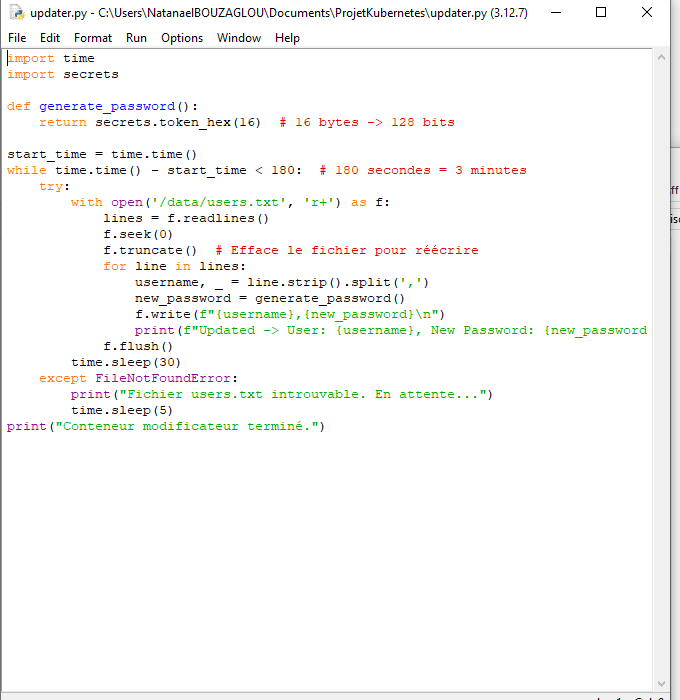 updater.py - C:\Users\NatanaelBOUZAGLOU\Documents\ProjetKubernetes\updater.py (3.12.7)
File Edit Format Run Options Window Help
import time
import secrets
def generate_password():
    return secrets.token_hex(16)  # 16 bytes -> 128 bits
start_time = time.time()
while time.time() - start_time < 180:  # 180 secondes = 3 minutes
    try:
        with open('/data/users.txt', 'r+') as f:
            lines = f.readlines()
            f.seek(0)
            f.truncate()  # Efface le fichier pour réécrire
            for line in lines:
                username, _ = line.strip().split(',')
                new_password = generate_password()
                f.write(f"{username},{new_password}\n")
                print(f"Updated -> User: {username}, New Password: {new_password
            f.flush()
        time.sleep(30)
    except FileNotFoundError:
        print("Fichier users.txt introuvable. En attente...")
        time.sleep(5)
print("Conteneur modificateur terminé.")